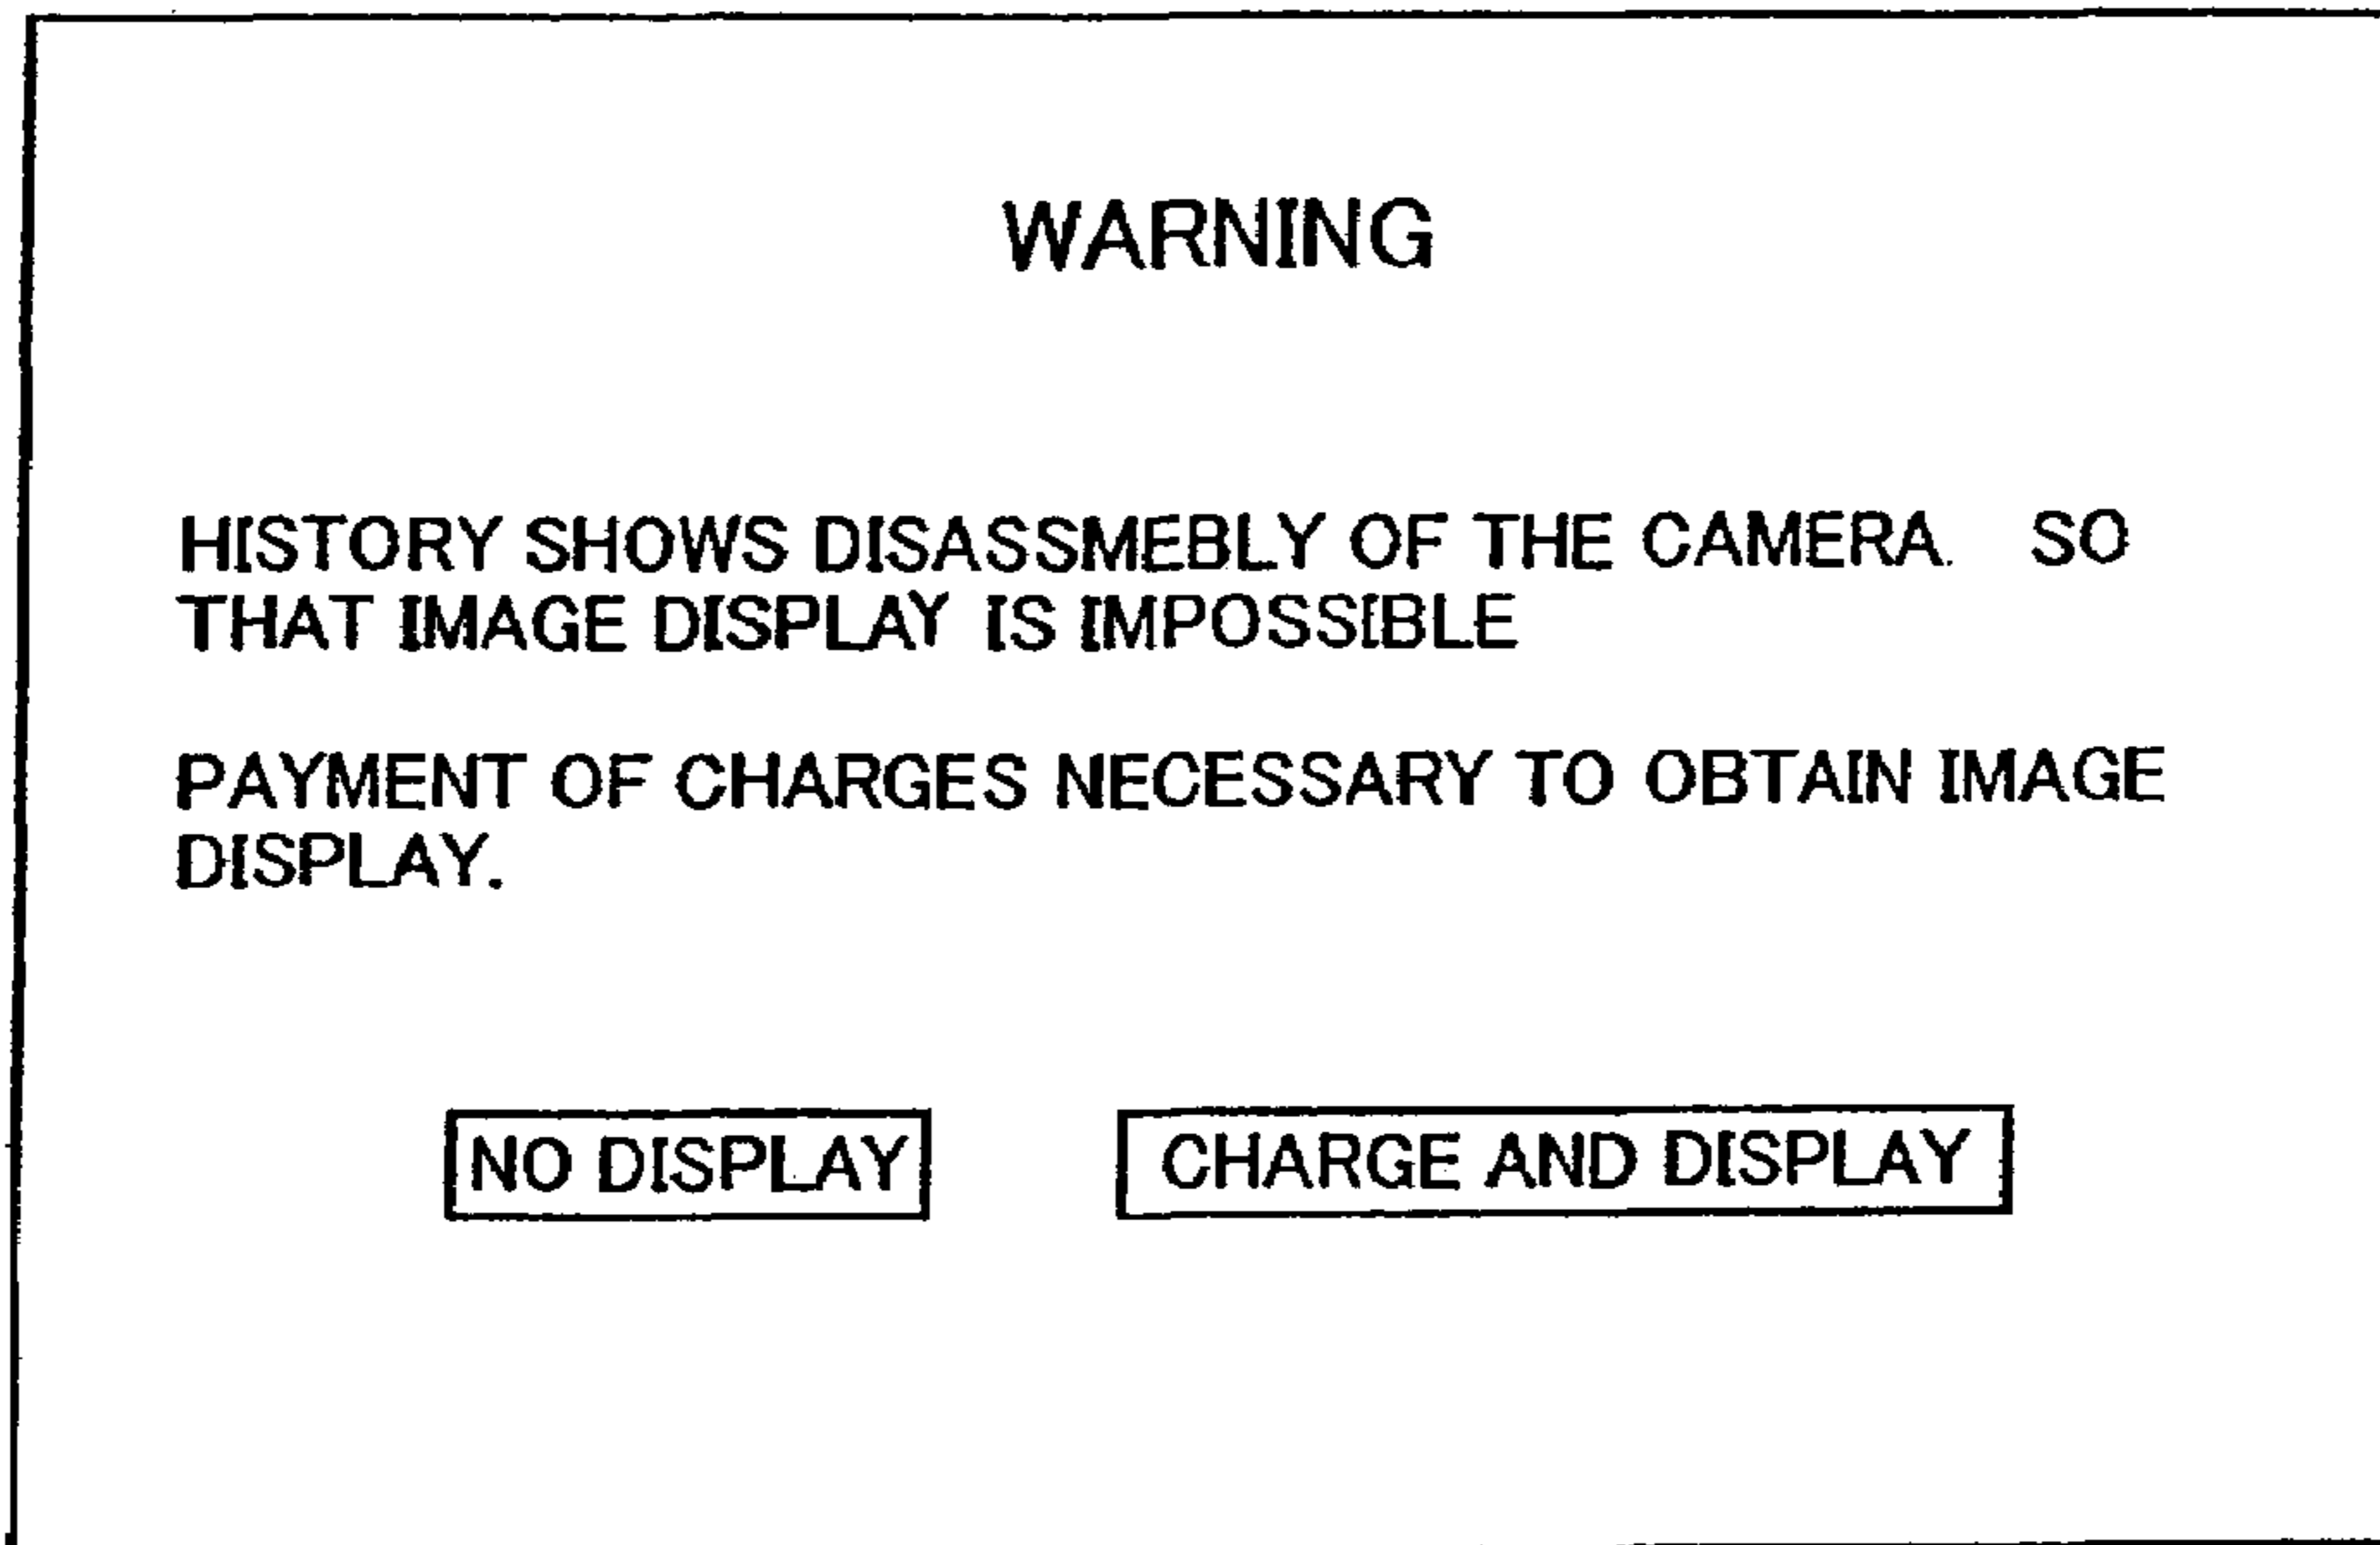 WARNING
HISTORY SHOWS DISASSMEBLY OF THE CAMERA. SO
THAT IMAGE DISPLAY IS IMPOSSIBLE
PAYMENT OF CHARGES NECESSARY TO OBTAIN IMAGE
DISPLAY.
NO DISPLAY
CHARGE AND DISPLAY